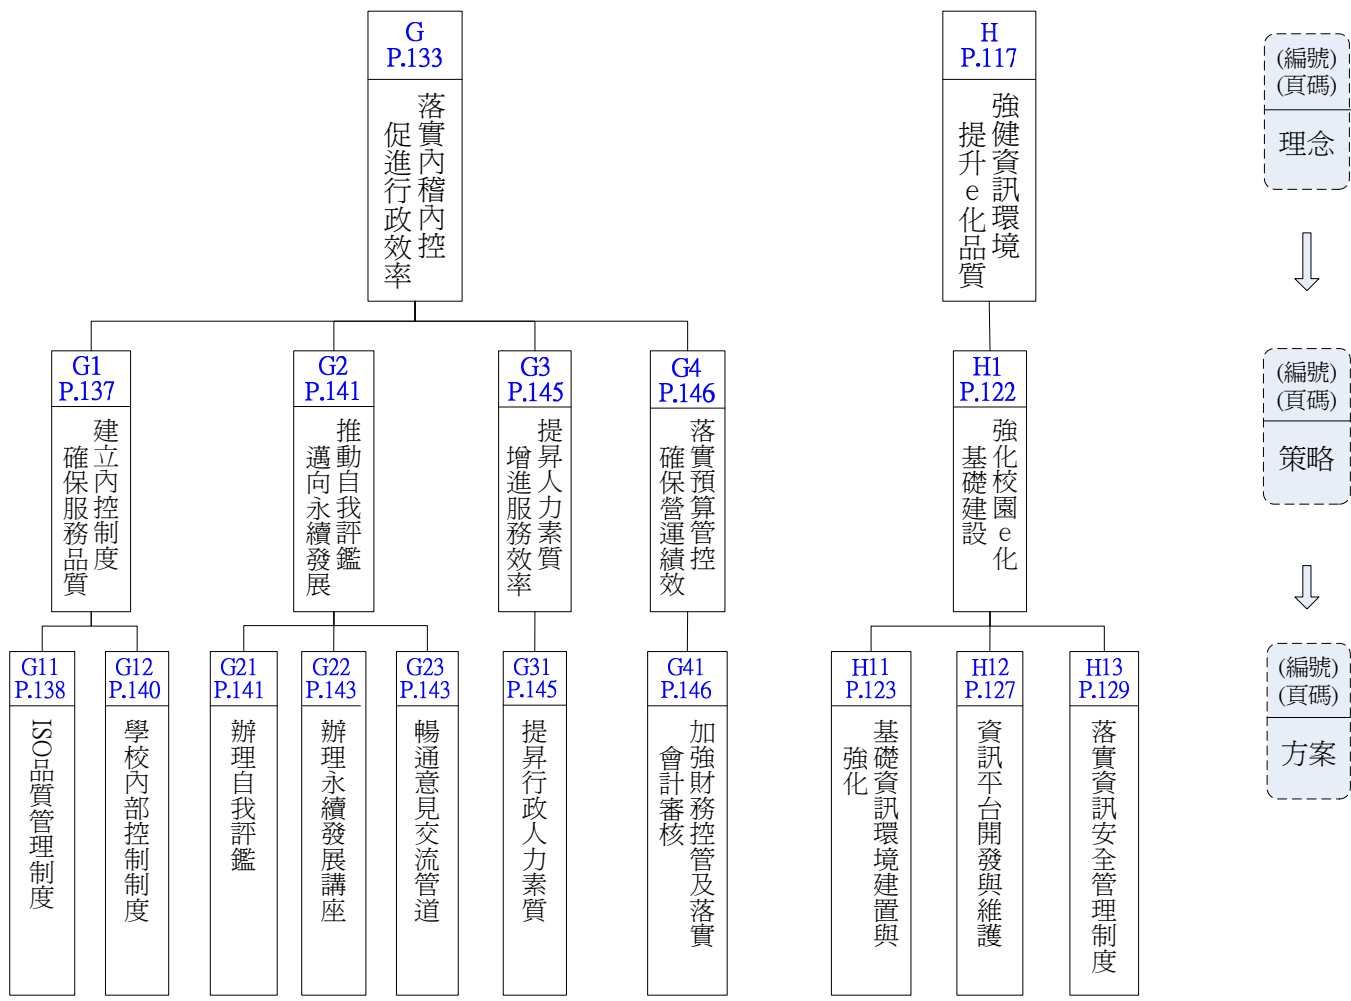 G
P.133
落實內稽內控
促進行政效率
H
P.117
強健資訊環境
提升e化品質
(編號)
(頁碼)
理念
G1
P.137
建立內控制度
確保服務品質
G2
P.141
推動自我評鑑
邁向永續發展
G3
P.145
提昇人力素質
增進服務效率
G4
P.146
落實預算管控
確保營運績效
H1
P.122
強化校園e化
基礎建設
(編號)
(頁碼)
策略
G11
P.138
ISO品質管理制度
G12
P.140
學校內部控制制度
G21
P.141
辦理自我評鑑
G22
P.143
辦理永續發展講座
G23
P.143
暢通意見交流管道
G31
P.145
提昇行政人力素質
G41
P.146
加強財務控管及落實
會計審核
H11
P.123
基礎資訊環境建置與
強化
H12
P.127
資訊平台開發與維護
H13
P.129
落實資訊安全管理制度
(編號)
(頁碼)
方案